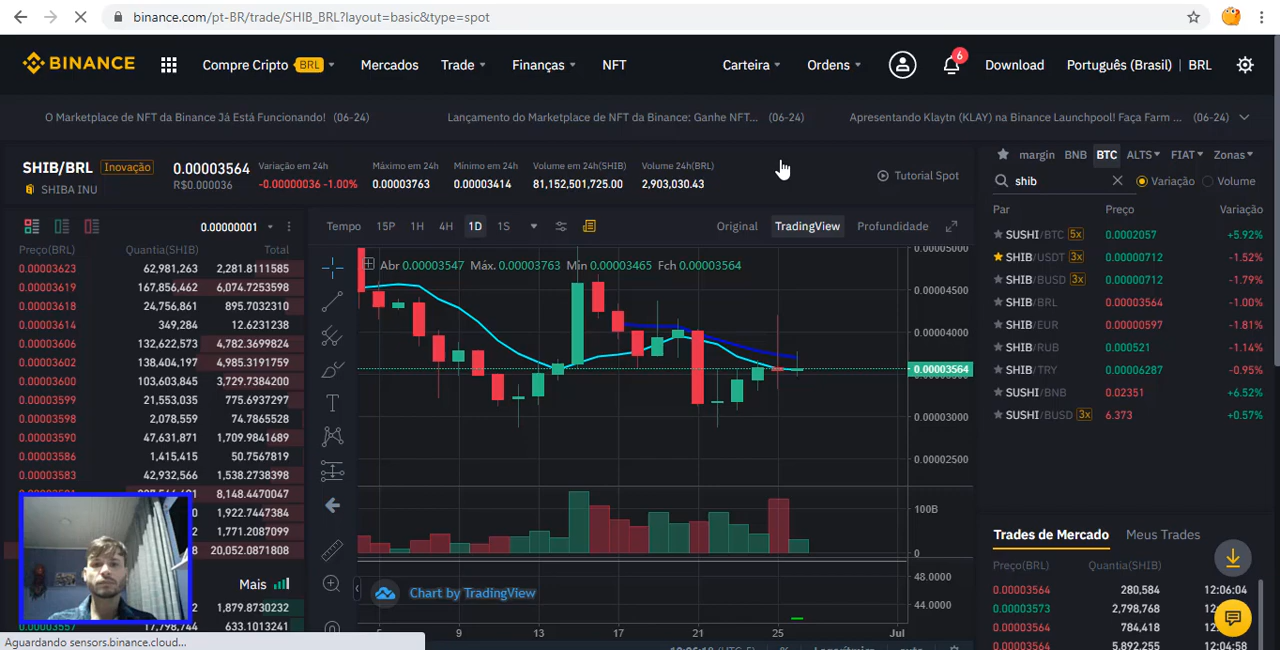 binance.com/pt-BR/trade/SHIB_BRL?layout=basic&type=spot
BINANCE Compre Cripto BRL Mercados Trade Finanças NFT Carteira Ordens 6 Download Português (Brasil) | BRL
O Marketplace de NFT da Binance Já Está Funcionando! (06-24) Lançamento do Marketplace de NFT da Binance: Ganhe NFT... (06-24) Apresentando Klaytn (KLAY) na Binance Launchpool! Faça Farm ... (06-24)
SHIB/BRL Inovação
SHIBA INU
0.00003564
R$0.000036
Variação em 24h
-0.00000036 -1.00%
Máximo em 24h
0.00003763
Mínimo em 24h
0.00003414
Volume em 24h(SHIB)
81,152,501,725.00
Volume 24h(BRL)
2,903,030.43
Tutorial Spot
0.00000001
Preço(BRL) Quantia(SHIB) Total
0.00003623 62,981,263 2,281.8111585
0.00003619 167,856,462 6,074.7253598
0.00003618 24,756,861 895.7032310
0.00003614 349,284 12.6231238
0.00003606 132,622,573 4,782.3699824
0.00003602 138,404,197 4,985.3191759
0.00003600 103,603,845 3,729.7384200
0.00003599 21,553,035 775.6937297
0.00003598 2,078,559 74.7865528
0.00003590 47,631,871 1,709.9841689
0.00003586 1,415,415 50.7567819
0.00003583 42,932,566 1,538.2738398
8,148.4470047
0 1,922.7447384
1,771.2087099
8 20,052.0871808
Mais
1,879.8730232
0.00003557 17,798,744 633.1013241
Tempo 15P 1H 4H 1D 1S Original TradingView Profundidade
Abr 0.00003547 Máx. 0.00003763 Mín 0.00003465 Fch 0.00003564
0.00005000
0.00004500
0.00004000
0.00003564
0.00003000
0.00002500
100B
0
48.0000
44.0000
Chart by TradingView
5 9 13 17 21 25 Jul
margin BNB BTC ALTS FIAT Zonas
shib Variação Volume
Par Preço Variação
SUSHI/BTC 5x 0.0002057 +5.92%
SHIB/USDT 3x 0.00000712 -1.52%
SHIB/BUSD 3x 0.00000712 -1.79%
SHIB/BRL 0.00003564 -1.00%
SHIB/EUR 0.00000597 -1.81%
SHIB/RUB 0.000521 -1.14%
SHIB/TRY 0.00006287 -0.95%
SUSHI/BNB 0.02351 +6.52%
SUSHI/BUSD 3x 6.373 +0.57%
Trades de Mercado Meus Trades
Preço(BRL) Quantia(SHIB)
0.00003564 280,584 12:06:04
0.00003573 2,798,768 12:
0.00003564 784,418 12:
0.00003564 5,892,255 12:04:58
Aguardando sensors.binance.cloud...